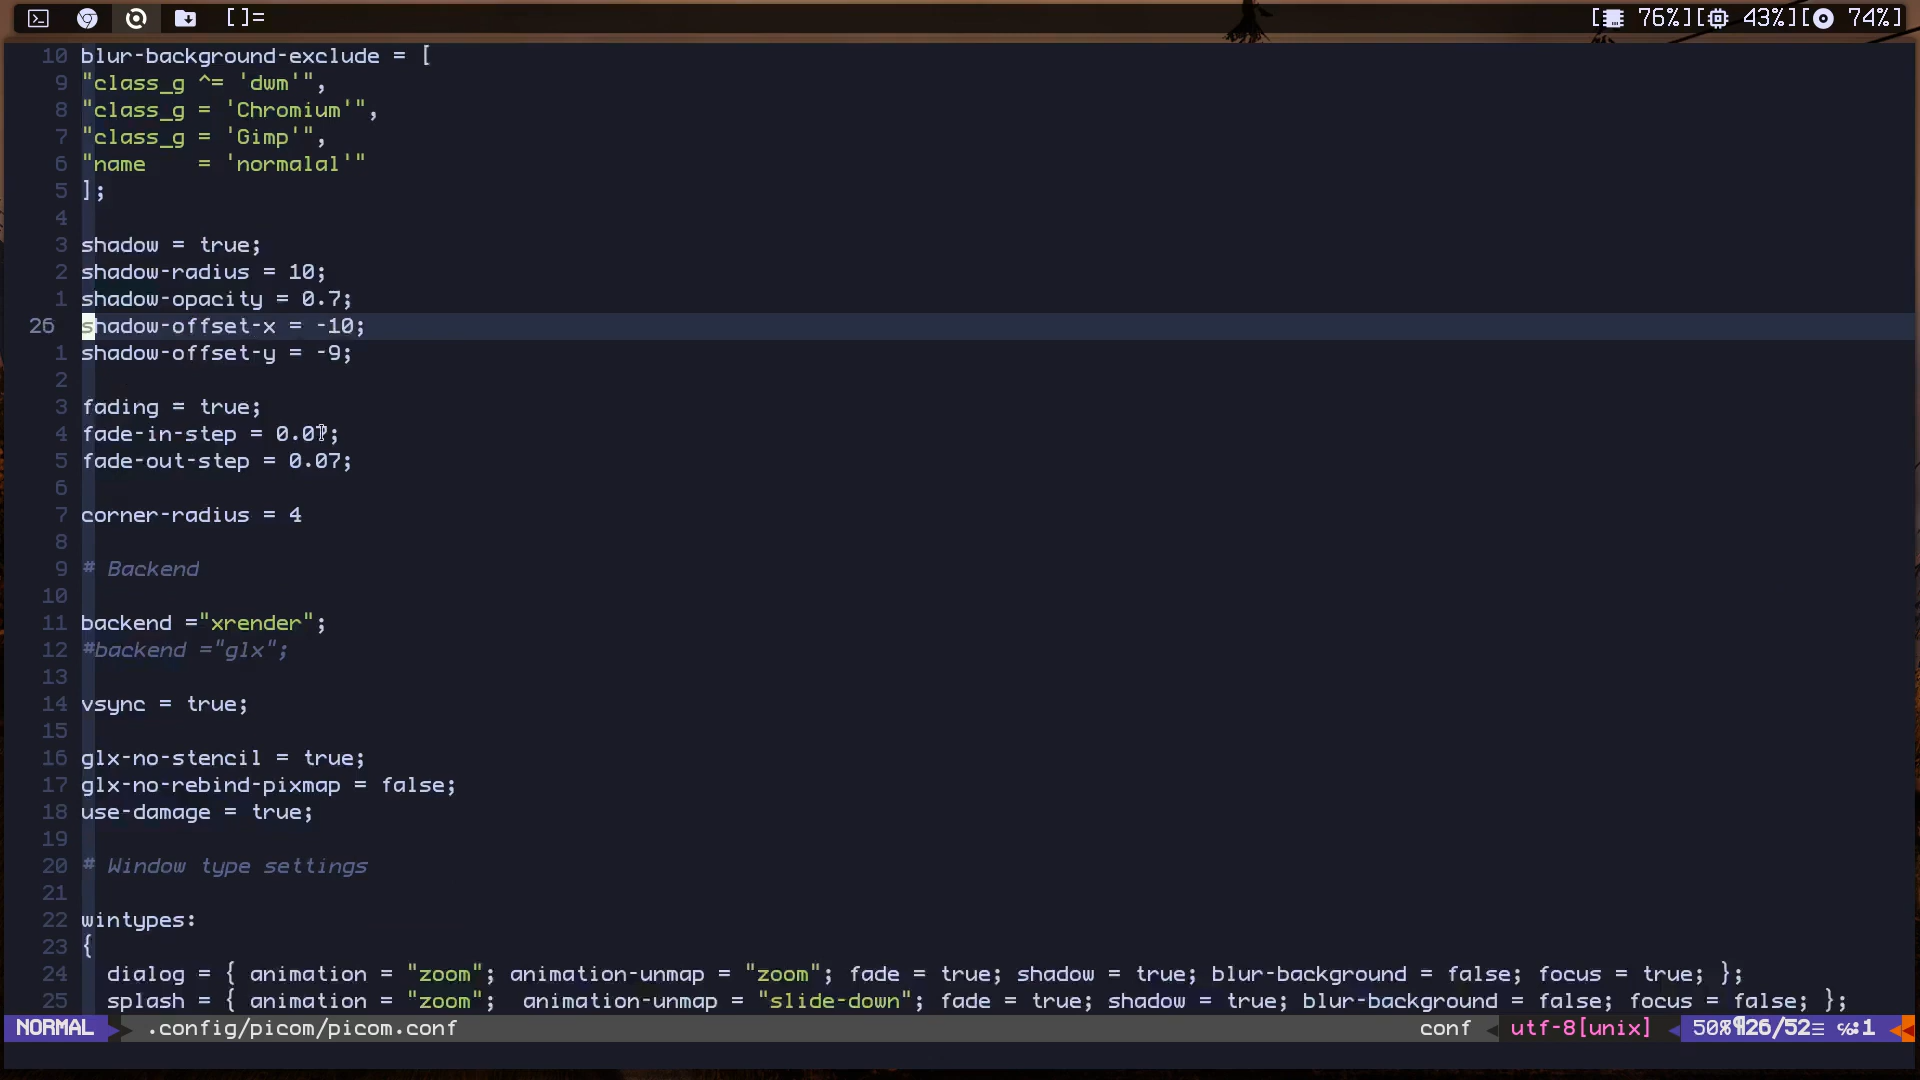 []= [ 76%][ 43%][ 74%]
10 blur-background-exclude = [
9 "class_g ^= 'dwm'",
8 "class_g = 'Chromium'",
7 "class_g = 'Gimp'",
6 "name    = 'normalal'"
5 ];
4
3 shadow = true;
2 shadow-radius = 10;
1 shadow-opacity = 0.7;
26 shadow-offset-x = -10;
1 shadow-offset-y = -9;
2
3 fading = true;
4 fade-in-step = 0.07;
5 fade-out-step = 0.07;
6
7 corner-radius = 4
8
9 # Backend
10
11 backend ="xrender";
12 #backend ="glx";
13
14 vsync = true;
15
16 glx-no-stencil = true;
17 glx-no-rebind-pixmap = false;
18 use-damage = true;
19
20 # Window type settings
21
22 wintypes:
23 {
24   dialog = { animation = "zoom"; animation-unmap = "zoom"; fade = true; shadow = true; blur-background = false; focus = true; };
25   splash = { animation = "zoom";  animation-unmap = "slide-down"; fade = true; shadow = true; blur-background = false; focus = false; };
NORMAL .config/picom/picom.conf conf utf-8[unix] 50% 26/52 :1